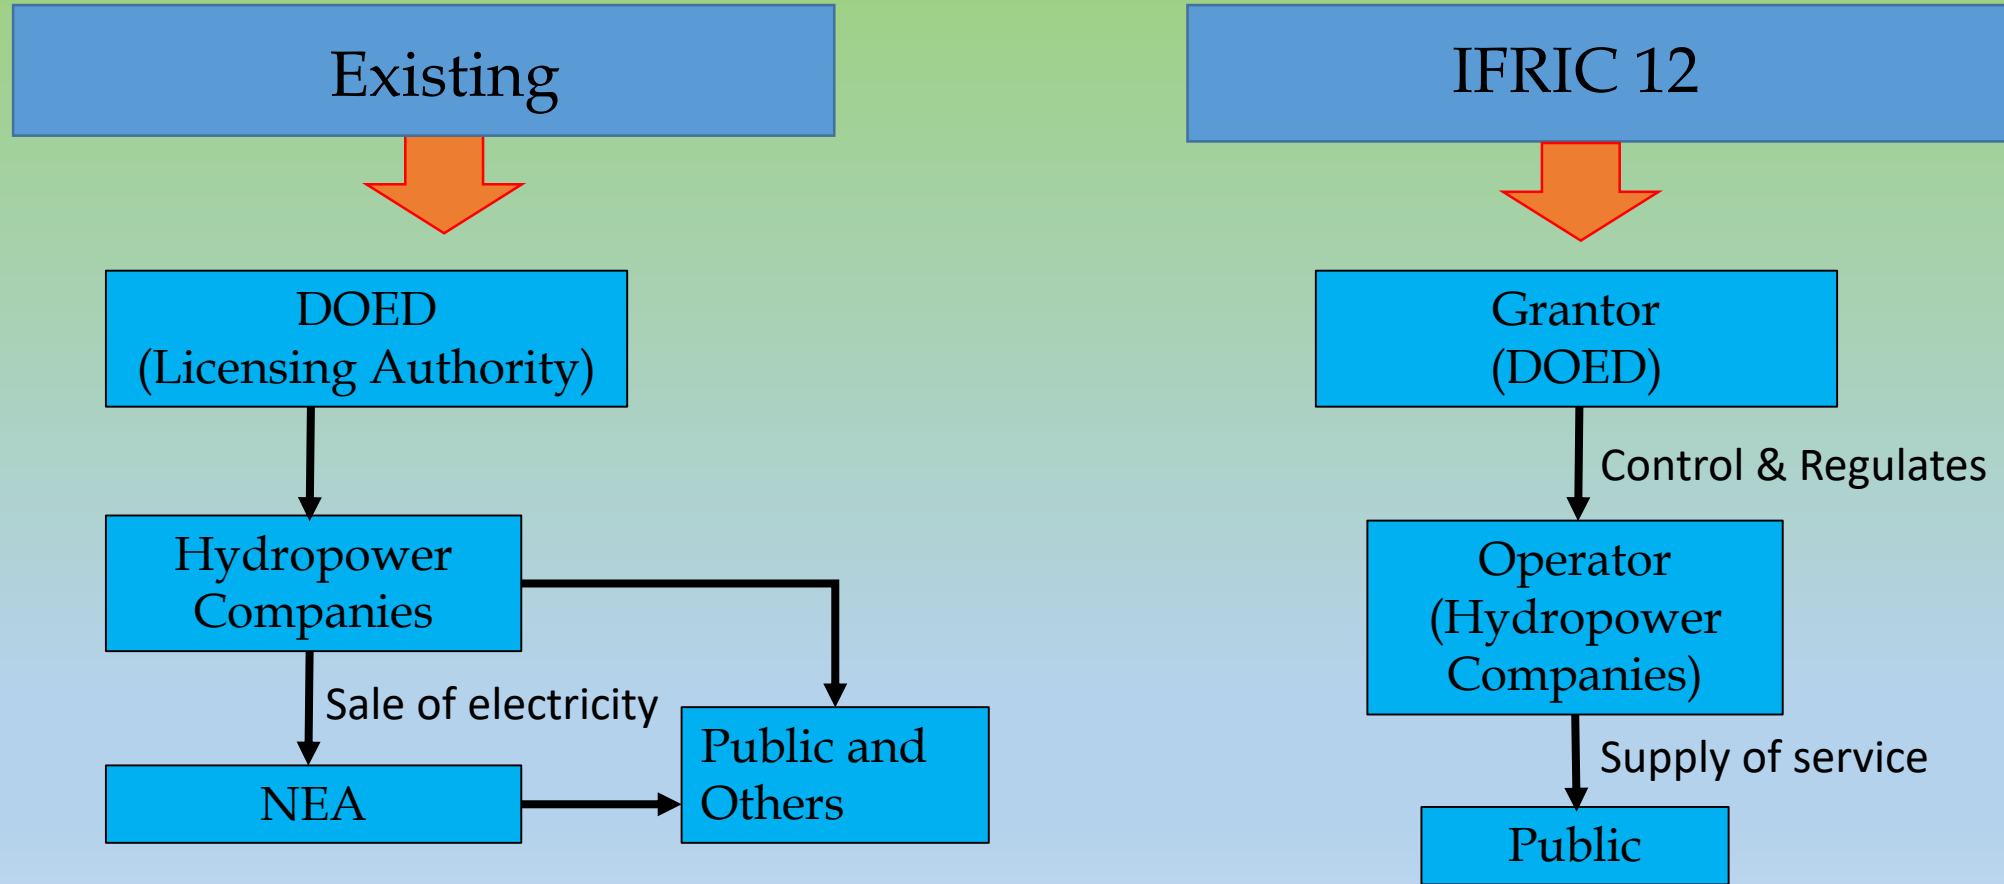 Existing
DOED
(Licensing Authority)
Hydropower
Companies
Sale of electricity
NEA
Public and
Others
IFRIC 12
Grantor
(DOED)
Control & Regulates
Operator
(Hydropower
Companies)
Supply of service
Public